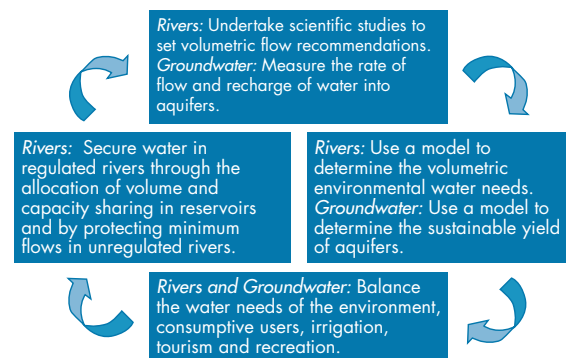 Rivers: Undertake scientific studies to
set volumetric flow recommendations.
Groundwater: Measure the rate of
flow and recharge of water into
aquifers.
Rivers: Secure water in
regulated rivers through the
allocation of volume and
capacity sharing in reservoirs
and by protecting minimum
flows in unregulated rivers.
Rivers: Use a model to
determine the volumetric
environmental water needs.
Groundwater: Use a model to
determine the sustainable yield
of aquifers.
Rivers and Groundwater: Balance
the water needs of the environment,
consumptive users, irrigation,
tourism and recreation.